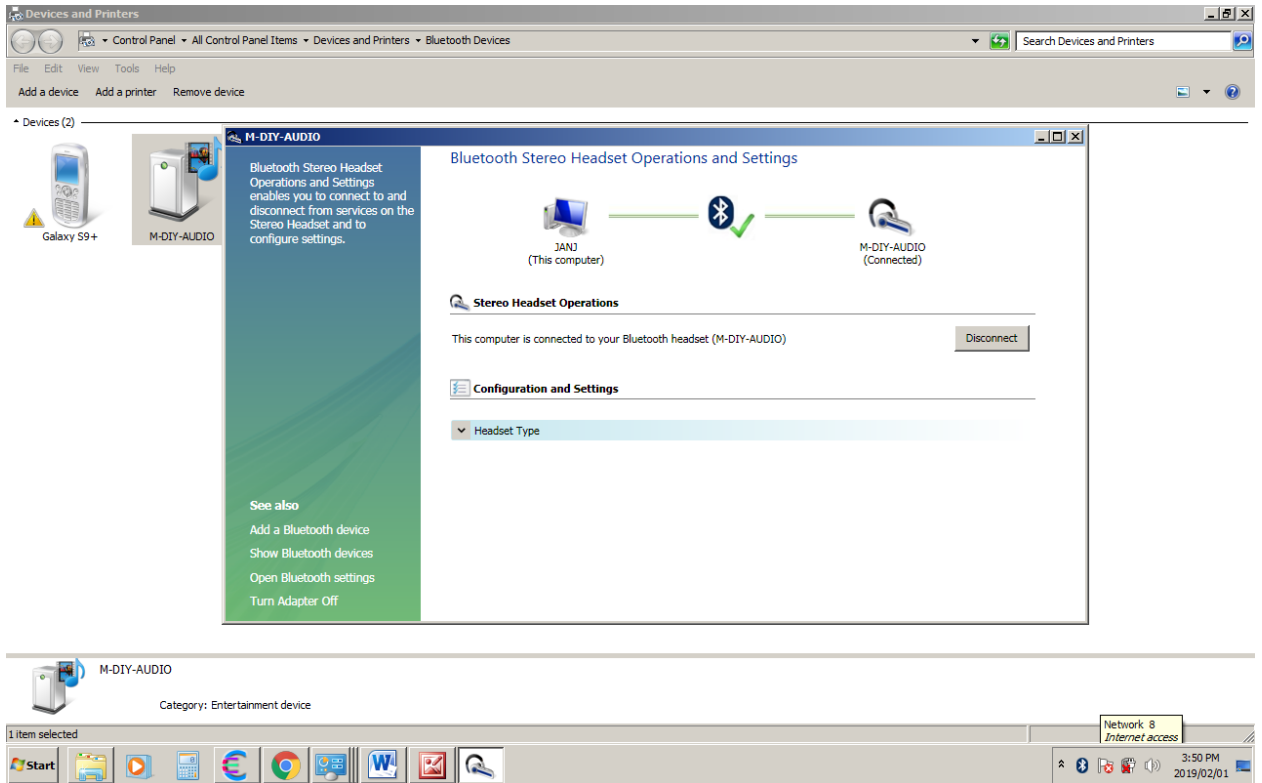 Devices and Printers
Control Panel ▾ All Control Panel Items ▾ Devices and Printers ▾ Bluetooth Devices
Search Devices and Printers
File Edit View Tools Help
Add a device Add a printer Remove device
Devices (2)
Galaxy S9+
M-DIY-AUDIO
M-DIY-AUDIO
Bluetooth Stereo Headset
Operations and Settings
enables you to connect to and
disconnect from services on the
Stereo Headset and to
configure settings.
See also
Add a Bluetooth device
Show Bluetooth devices
Open Bluetooth settings
Turn Adapter Off
Bluetooth Stereo Headset Operations and Settings
JANJ
(This computer)
M-DIY-AUDIO
(Connected)
Stereo Headset Operations
This computer is connected to your Bluetooth headset (M-DIY-AUDIO)
Disconnect
Configuration and Settings
Headset Type
M-DIY-AUDIO
Category: Entertainment device
1 item selected
Network 8
Internet access
Start
3:50 PM
2019/02/01